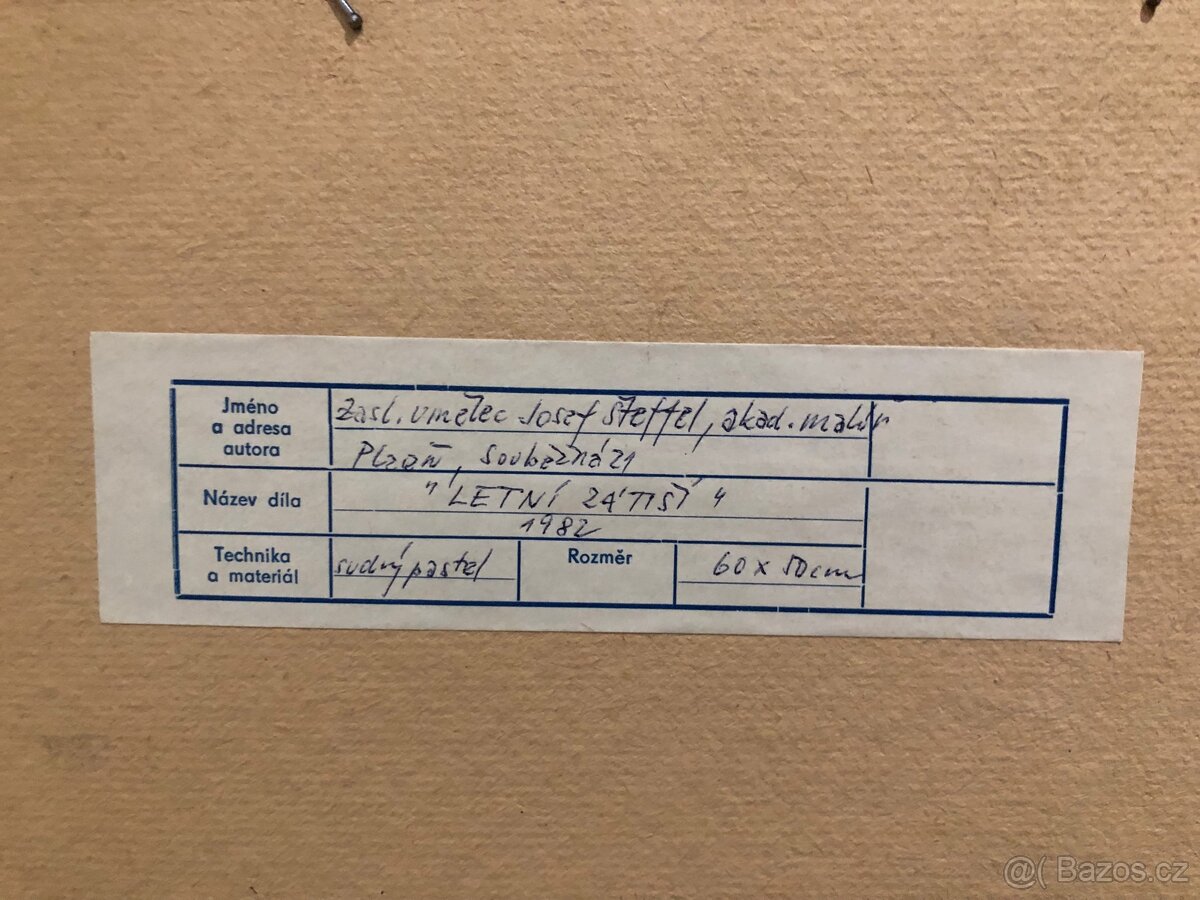 Jméno
a adresa
autora
Zasl. umělec Josef Šteffel, akad. malíř
Plzeň, Souběžná 21
Název díla
"LETNÍ ZÁTIŠÍ"
1982
Technika
a materiál
suchý pastel
Rozměr
60 x 50 cm
@( Bazos.cz